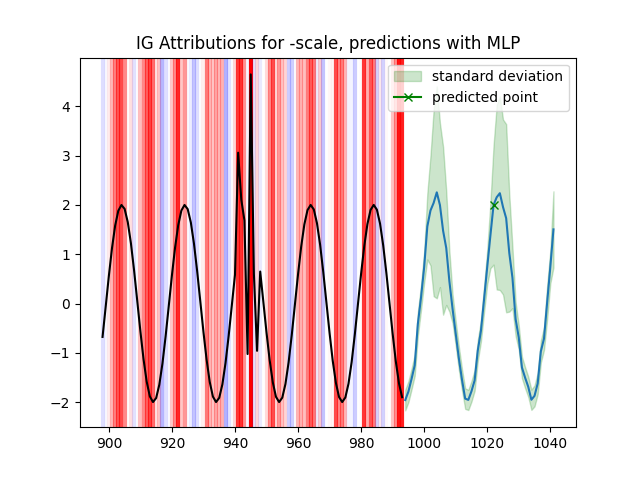 IG Attributions for -scale, predictions with MLP
standard deviation
predicted point
4
3
2
1
0
−1
−2
900 920 940 960 980 1000 1020 1040